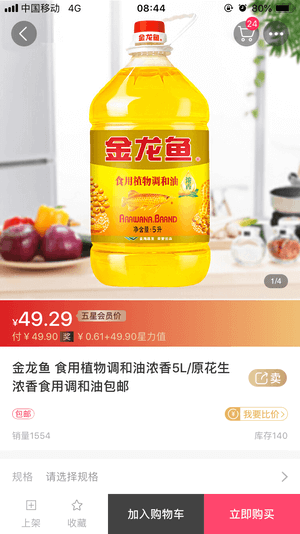 中国移动 4G 08:44 80%
24
金龙鱼
金龙鱼
食用植物调和油
浓香
ARAWANA BRAND
净含量：5升
1/4
¥49.29 五星会员价
付 ¥49.90 奖 ¥0.61+49.90星力值
金龙鱼 食用植物调和油浓香5L/原花生
浓香食用调和油包邮
卖
包邮
我要比价>
销量1554
库存140
规格 请选择规格
上架
收藏
加入购物车
立即购买